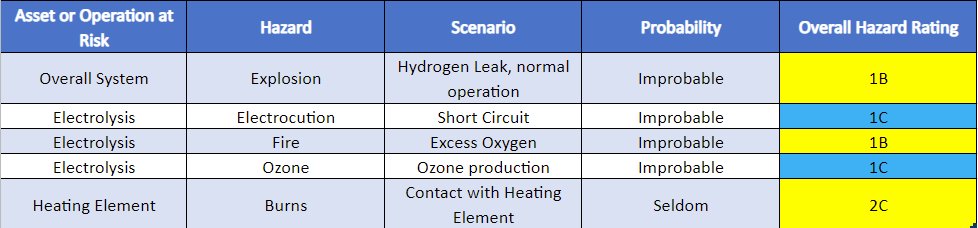 Asset or Operation at Risk Hazard Scenario Probability Overall Hazard Rating
Overall System Explosion Hydrogen Leak, normal operation Improbable 1B
Electrolysis Electrocution Short Circuit Improbable 1C
Electrolysis Fire Excess Oxygen Improbable 1B
Electrolysis Ozone Ozone production Improbable 1C
Heating Element Burns Contact with Heating Element Seldom 2C